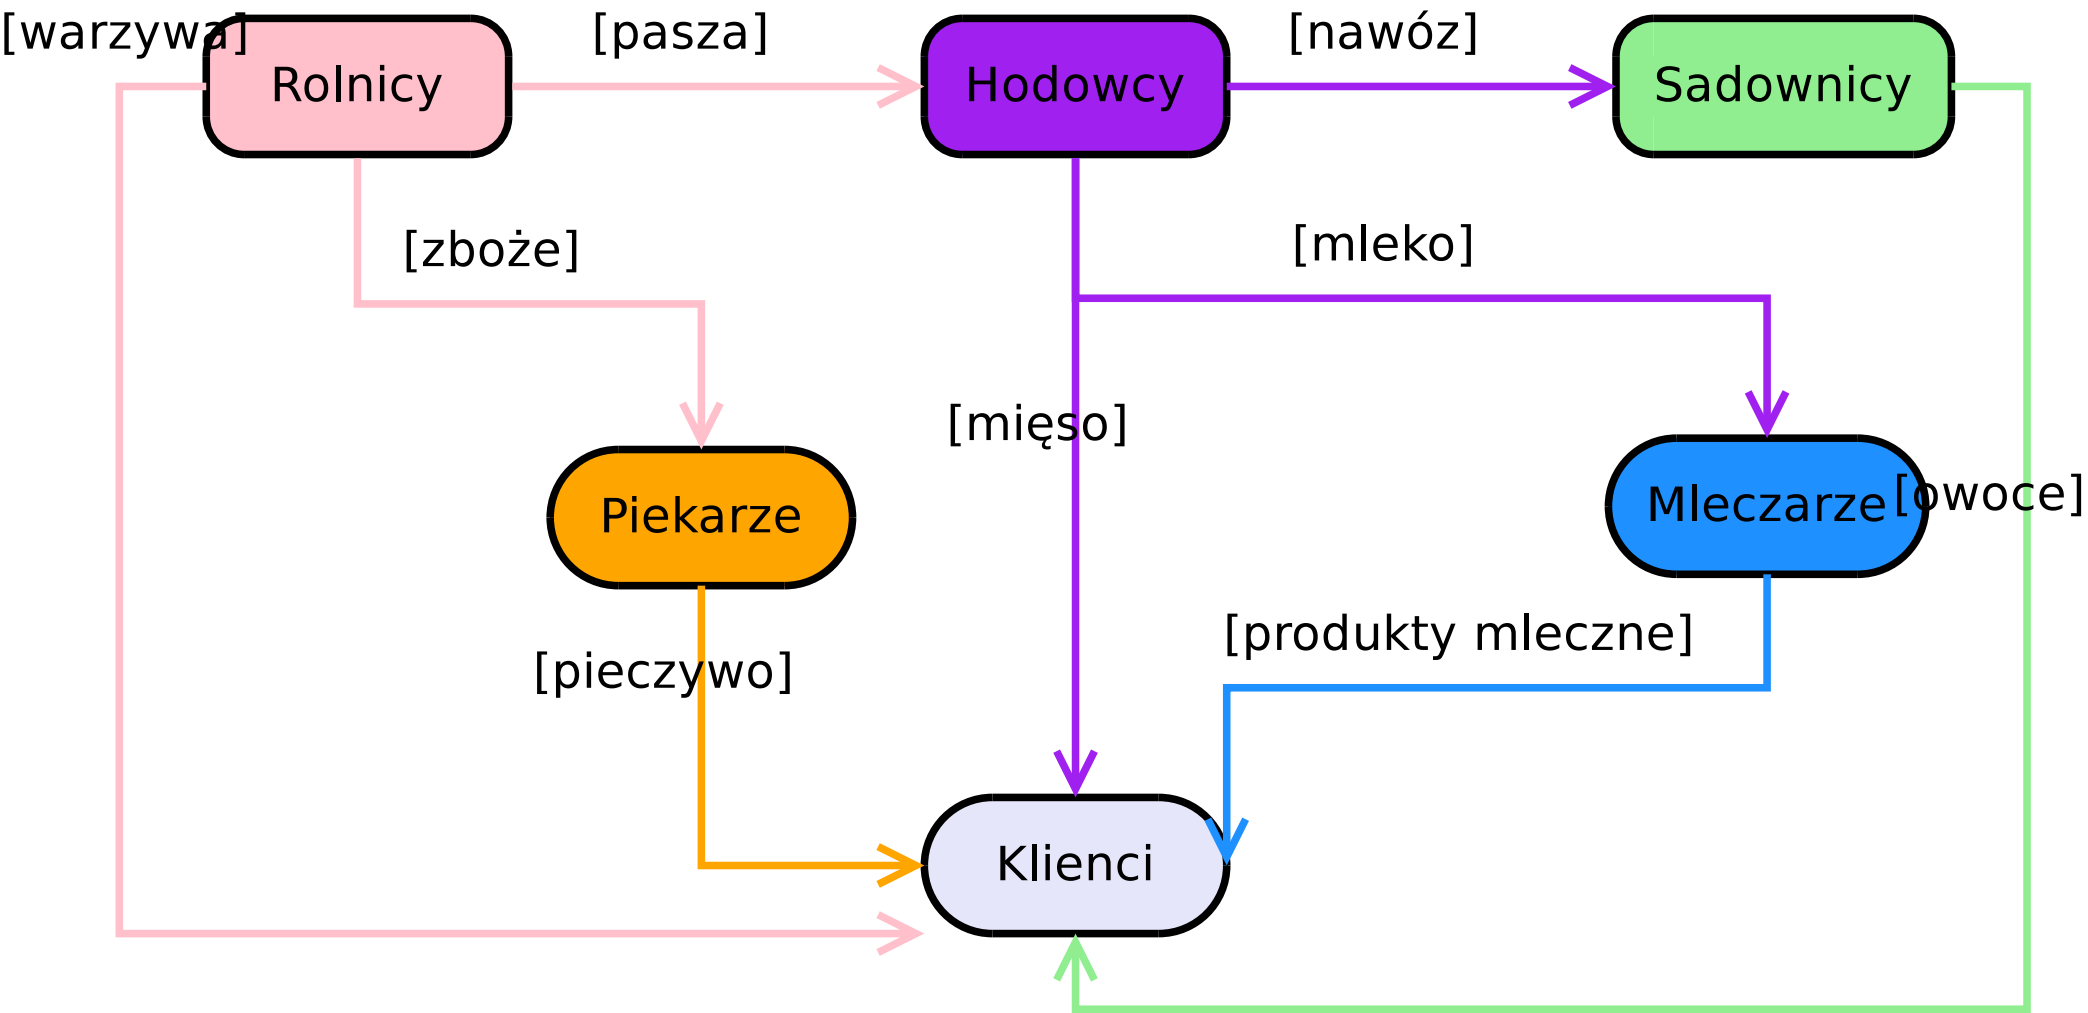 [warzywa]
[pasza]
[nawóz]
Rolnicy
Hodowcy
Sadownicy
[zboże]
[mleko]
[mięso]
Piekarze
Mleczarze
[owoce]
[pieczywo]
[produkty mleczne]
Klienci